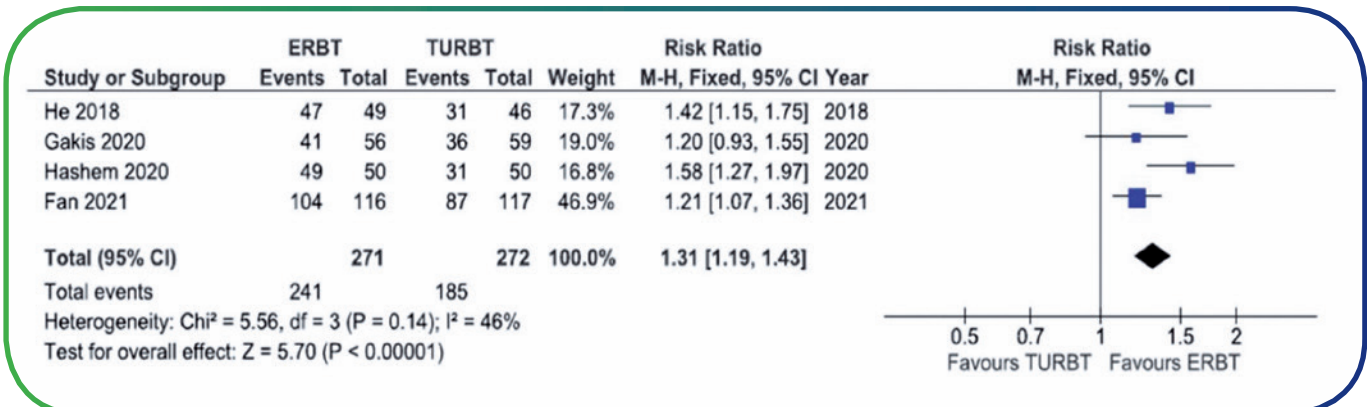 ERBT TURBT Risk Ratio Risk Ratio
Study or Subgroup Events Total Events Total Weight M-H, Fixed, 95% CI Year M-H, Fixed, 95% CI
He 2018 47 49 31 46 17.3% 1.42 [1.15, 1.75] 2018
Gakis 2020 41 56 36 59 19.0% 1.20 [0.93, 1.55] 2020
Hashem 2020 49 50 31 50 16.8% 1.58 [1.27, 1.97] 2020
Fan 2021 104 116 87 117 46.9% 1.21 [1.07, 1.36] 2021
Total (95% CI) 271 272 100.0% 1.31 [1.19, 1.43]
Total events 241 185
Heterogeneity: Chi² = 5.56, df = 3 (P = 0.14); I² = 46%
Test for overall effect: Z = 5.70 (P < 0.00001)
0.5 0.7 1 1.5 2
Favours TURBT Favours ERBT